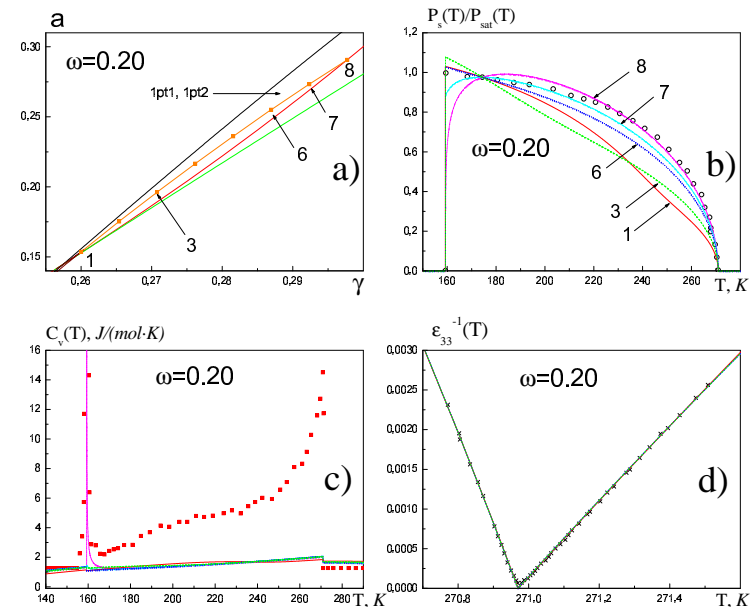 a
0,30
0,25
0,20
0,15
ω=0.20
1pt1, 1pt2
8
7
6
3
1
a)
0,26 0,27 0,28 0,29
γ
P_s(T)/P_sat(T)
1,2
1,0
0,8
0,6
0,4
0,2
0,0
8
7
6
3
1
ω=0.20
b)
160 180 200 220 240 260
T, K
C_v(T), J/(mol·K)
16
14
12
10
8
6
4
2
0
ω=0.20
c)
140 160 180 200 220 240 260 280
T, K
ε_33^-1(T)
0,0030
0,0025
0,0020
0,0015
0,0010
0,0005
0,0000
ω=0.20
d)
270,8 271,0 271,2 271,4
T, K